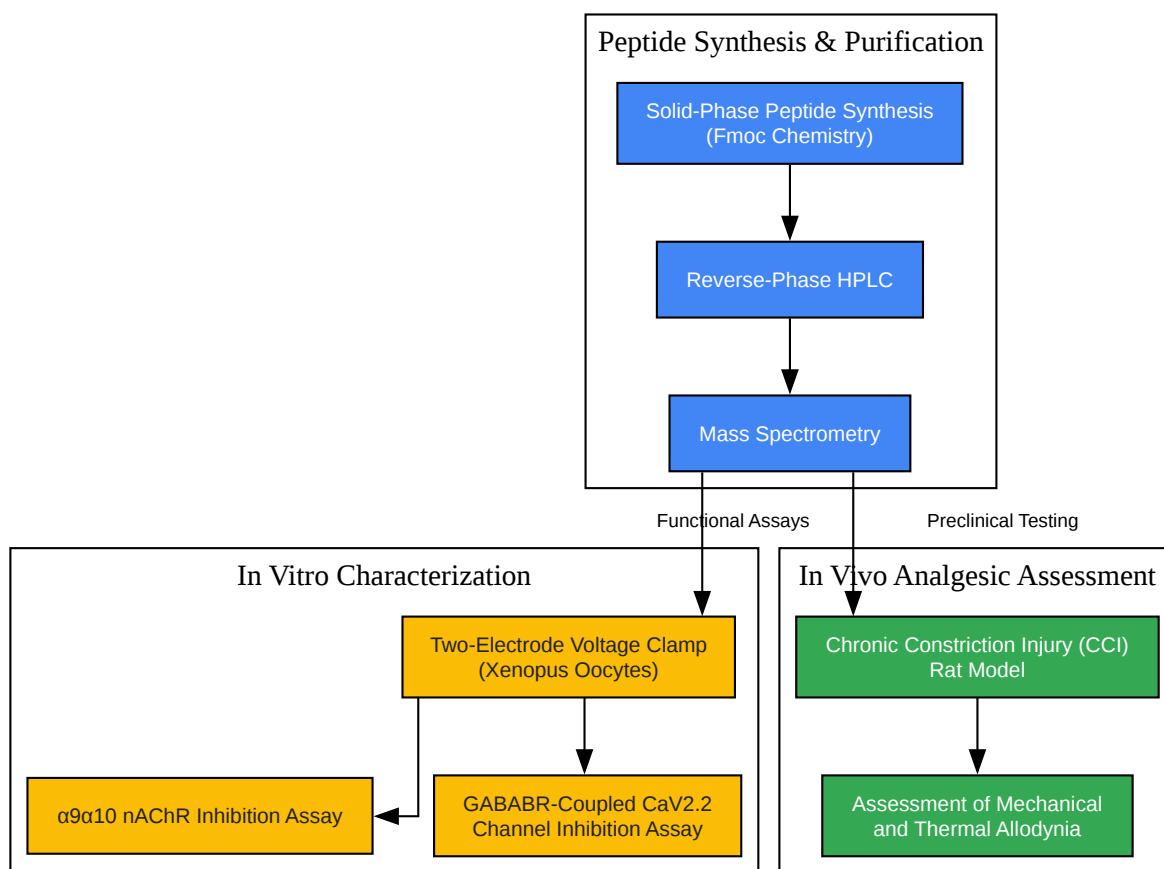 Peptide Synthesis & Purification
Solid-Phase Peptide Synthesis
(Fmoc Chemistry)
Reverse-Phase HPLC
Mass Spectrometry
Functional Assays
Preclinical Testing
In Vitro Characterization
Two-Electrode Voltage Clamp
(Xenopus Oocytes)
α9α10 nAChR Inhibition Assay
GABABR-Coupled CaV2.2
Channel Inhibition Assay
In Vivo Analgesic Assessment
Chronic Constriction Injury (CCI)
Rat Model
Assessment of Mechanical
and Thermal Allodynia